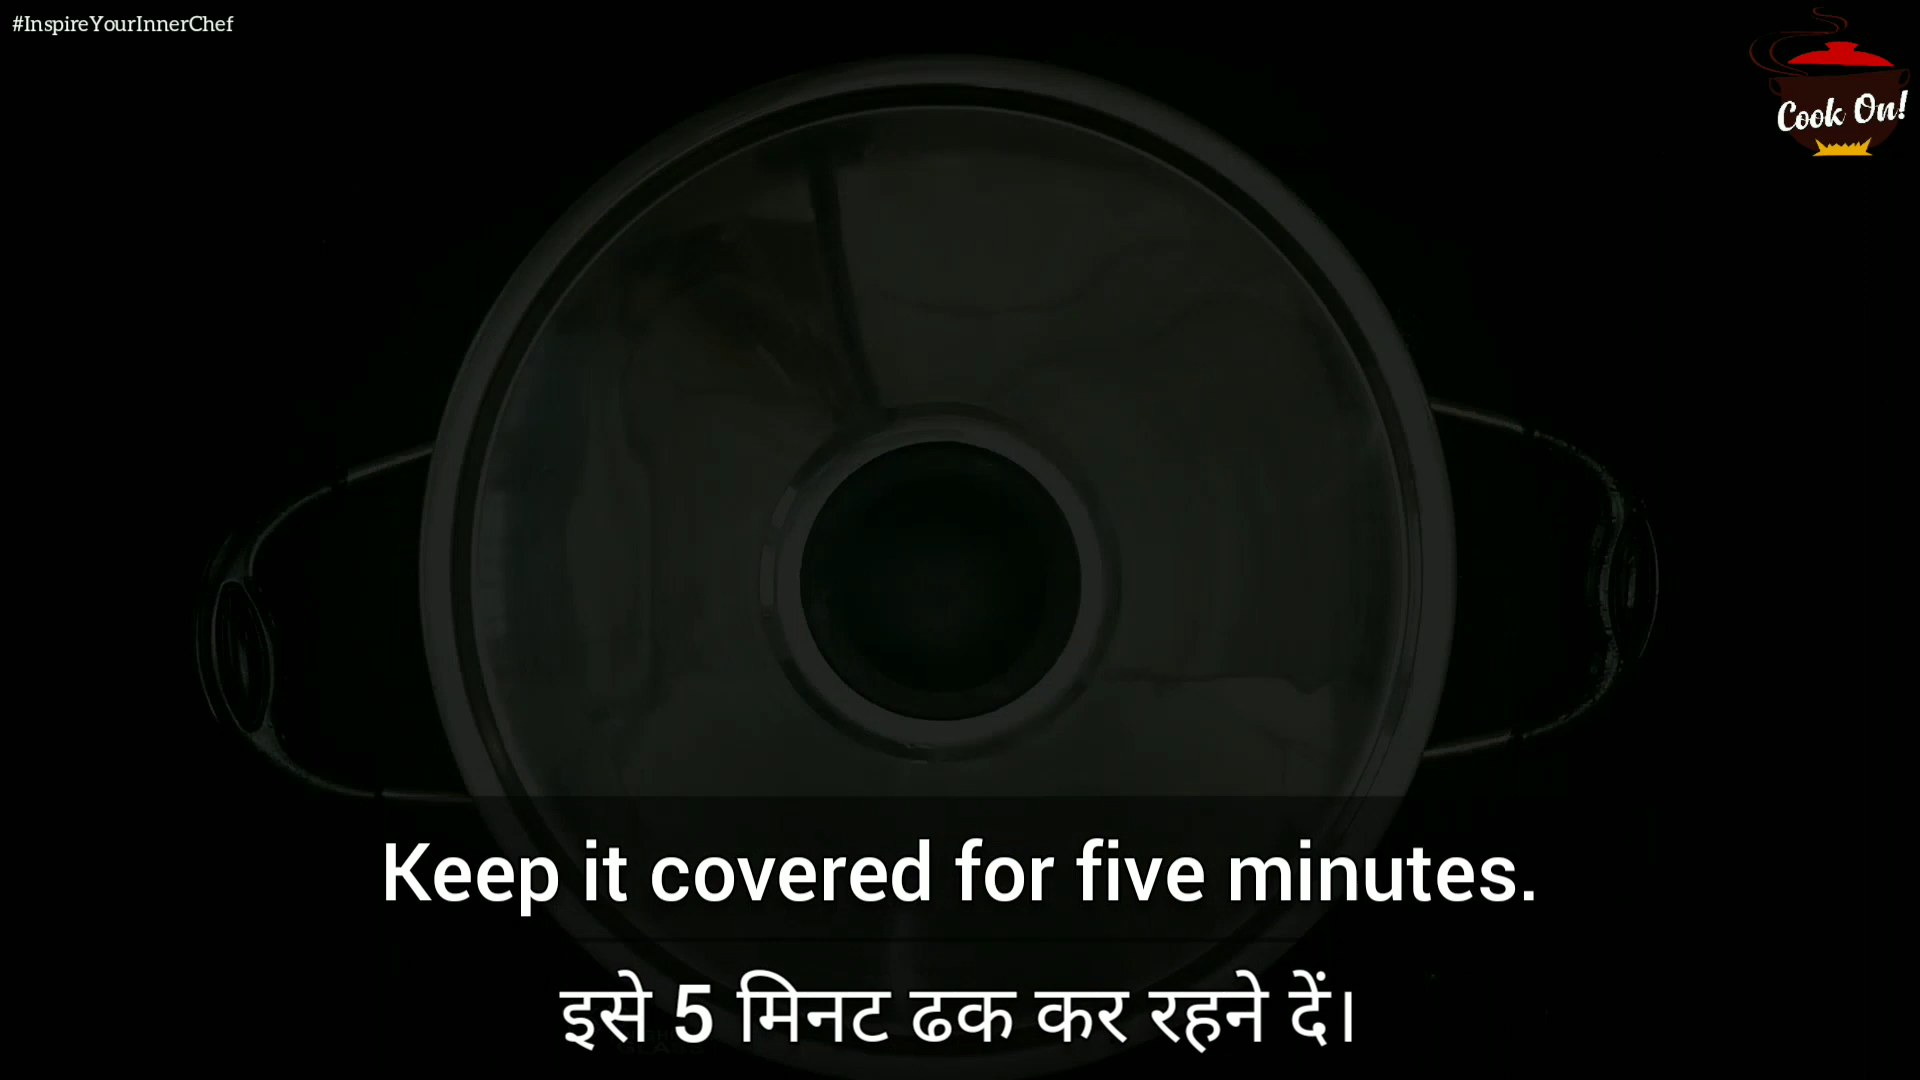 #InspireYourInnerChef
Cook On!
Keep it covered for five minutes.
इसे 5 मिनट ढक कर रहने दें।